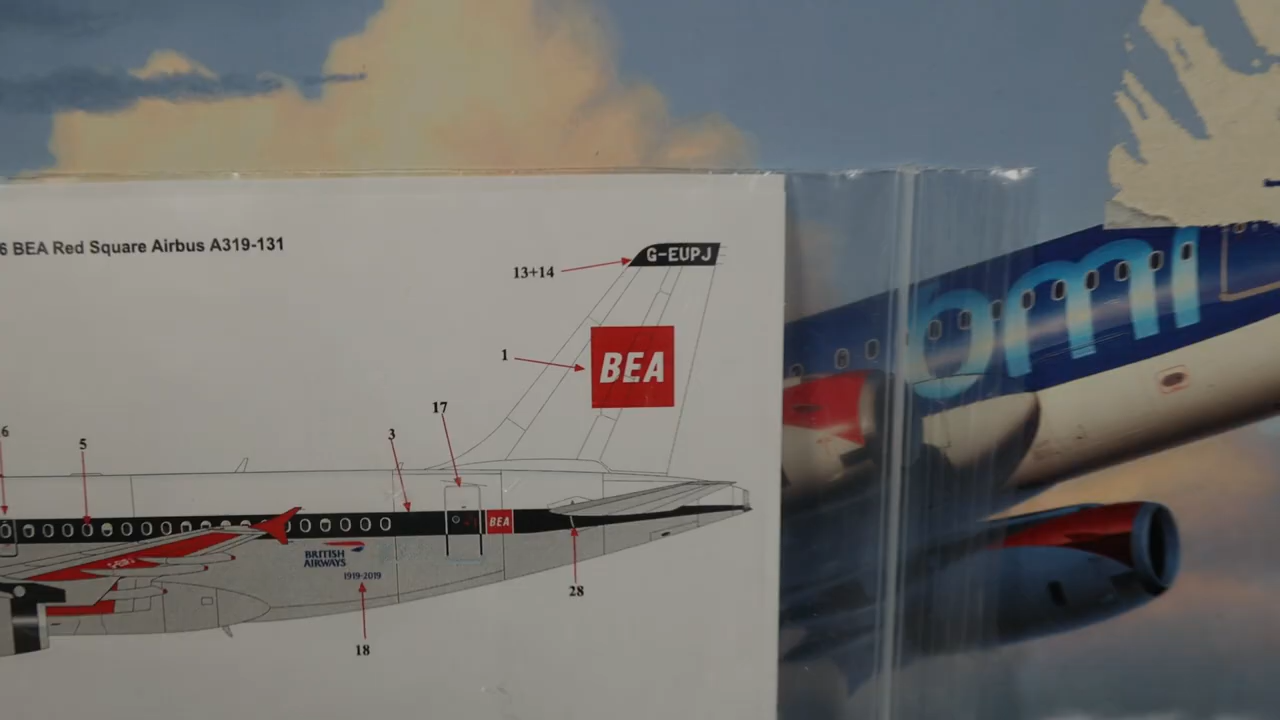 6 BEA Red Square Airbus A319-131
G-EUPJ
13+14
1
BEA
17
6
5
3
BEA
BRITISH
AIRWAYS
1919-2019
28
18
bmi